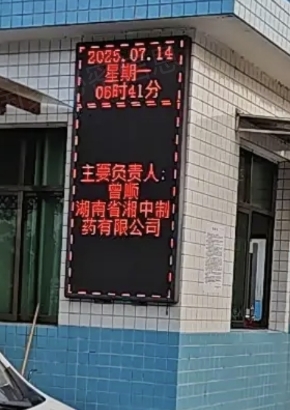 2025.07.14
星期一
06时41分
主要负责人:
曾顺
湖南省湘中制
药有限公司